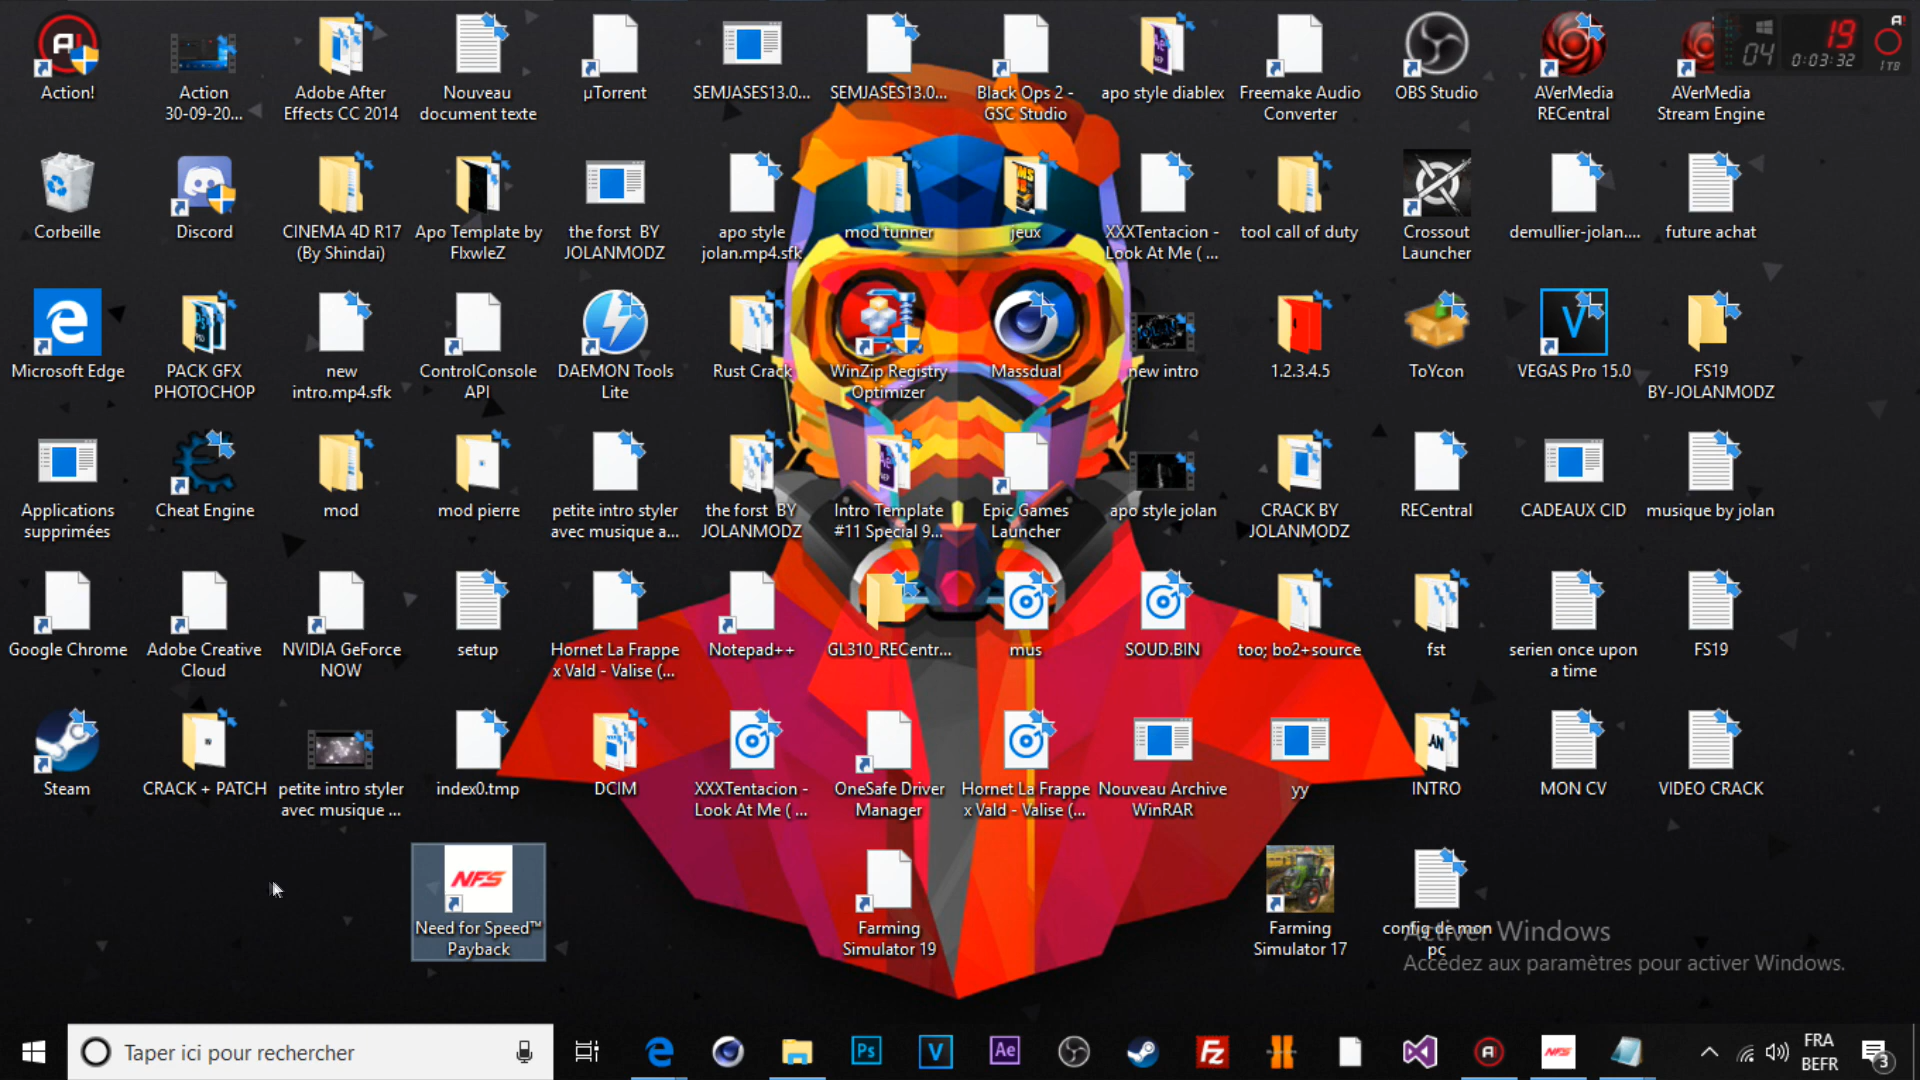 Action!
Action
30-09-20...
Adobe After
Effects CC 2014
Nouveau
document texte
µTorrent
SEMJASES13.0...
SEMJASES13.0...
Black Ops 2 -
GSC Studio
apo style diablex
Freemake Audio
Converter
OBS Studio
AVerMedia
RECentral
AVerMedia
Stream Engine
04
19
0:03:32
1TB
Corbeille
Discord
CINEMA 4D R17
(By Shindai)
Apo Template by
FlxwleZ
the forst BY
JOLANMODZ
apo style
jolan.mp4.sfk
mod tunner
jeux
XXXTentacion -
Look At Me ( ...
tool call of duty
Crossout
Launcher
demullier-jolan....
future achat
Microsoft Edge
PACK GFX
PHOTOCHOP
new
intro.mp4.sfk
ControlConsole
API
DAEMON Tools
Lite
Rust Crack
WinZip Registry
Optimizer
Massdual
new intro
1.2.3.4.5
ToYcon
VEGAS Pro 15.0
FS19
BY-JOLANMODZ
Applications
supprimées
Cheat Engine
mod
mod pierre
petite intro styler
avec musique a...
the forst BY
JOLANMODZ
Intro Template
#11 Special 9...
Epic Games
Launcher
apo style jolan
CRACK BY
JOLANMODZ
RECentral
CADEAUX CID
musique by jolan
Google Chrome
Adobe Creative
Cloud
NVIDIA GeForce
NOW
setup
Hornet La Frappe
x Vald - Valise (...
Notepad++
GL310_RECentr...
mus
SOUD.BIN
too; bo2+source
fst
serien once upon
a time
FS19
Steam
CRACK + PATCH
petite intro styler
avec musique ...
index0.tmp
DCIM
XXXTentacion -
Look At Me ( ...
OneSafe Driver
Manager
Hornet La Frappe
x Vald - Valise (...
Nouveau Archive
WinRAR
yy
INTRO
MON CV
VIDEO CRACK
NFS
Need for Speed™
Payback
Farming
Simulator 19
Farming
Simulator 17
config de mon
pc
Activer Windows
Accédez aux paramètres pour activer Windows.
Taper ici pour rechercher
Ps
V
Ae
Fz
NFS
FRA
BEFR
3